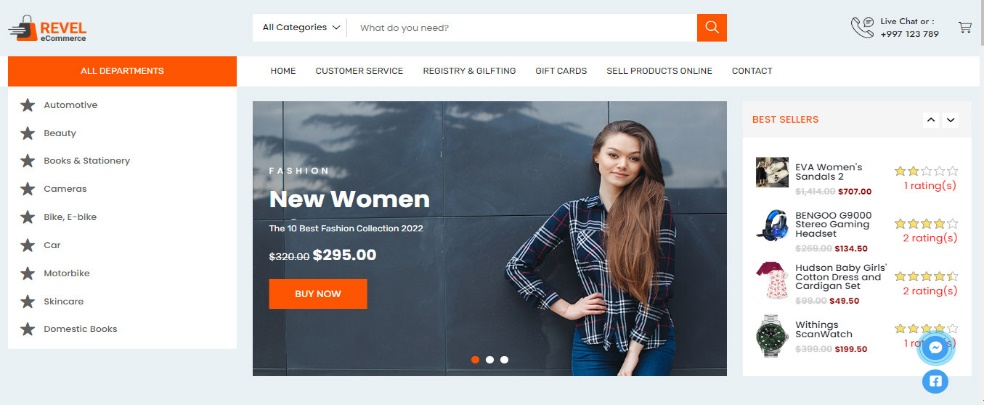 REVEL
eCommerce
All Categories
What do you need?
Live Chat or :
+997 123 789
ALL DEPARTMENTS
HOME
CUSTOMER SERVICE
REGISTRY & GILFTING
GIFT CARDS
SELL PRODUCTS ONLINE
CONTACT
Automotive
Beauty
Books & Stationery
Cameras
Bike, E-bike
Car
Motorbike
Skincare
Domestic Books
FASHION
New Women
The 10 Best Fashion Collection 2022
$320.00 $295.00
BUY NOW
BEST SELLERS
EVA Women's
Sandals 2
$1,414.00 $707.00
1 rating(s)
BENGOO G9000
Stereo Gaming
Headset
$269.00 $134.50
2 rating(s)
Hudson Baby Girls'
Cotton Dress and
Cardigan Set
$99.00 $49.50
2 rating(s)
Withings
ScanWatch
$399.00 $199.50